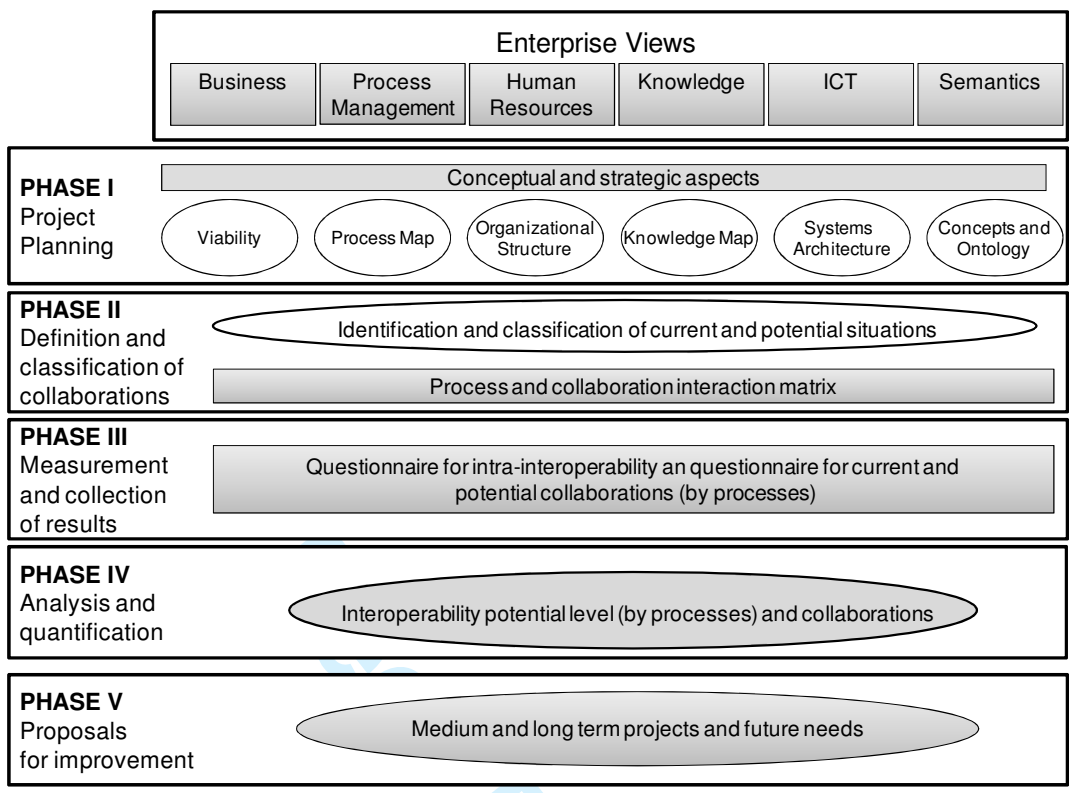 Enterprise Views
Business
Process
Management
Human
Resources
Knowledge
ICT
Semantics
PHASE I
Project
Planning
Conceptual and strategic aspects
Viability
Process Map
Organizational
Structure
Knowledge Map
Systems
Architecture
Concepts and
Ontology
PHASE II
Definition and
classification of
collaborations
Identification and classification of current and potential situations
Process and collaboration interaction matrix
PHASE III
Measurement
and collection
of results
Questionnaire for intra-interoperability an questionnaire for current and
potential collaborations (by processes)
PHASE IV
Analysis and
quantification
Interoperability potential level (by processes) and collaborations
PHASE V
Proposals
for improvement
Medium and long term projects and future needs